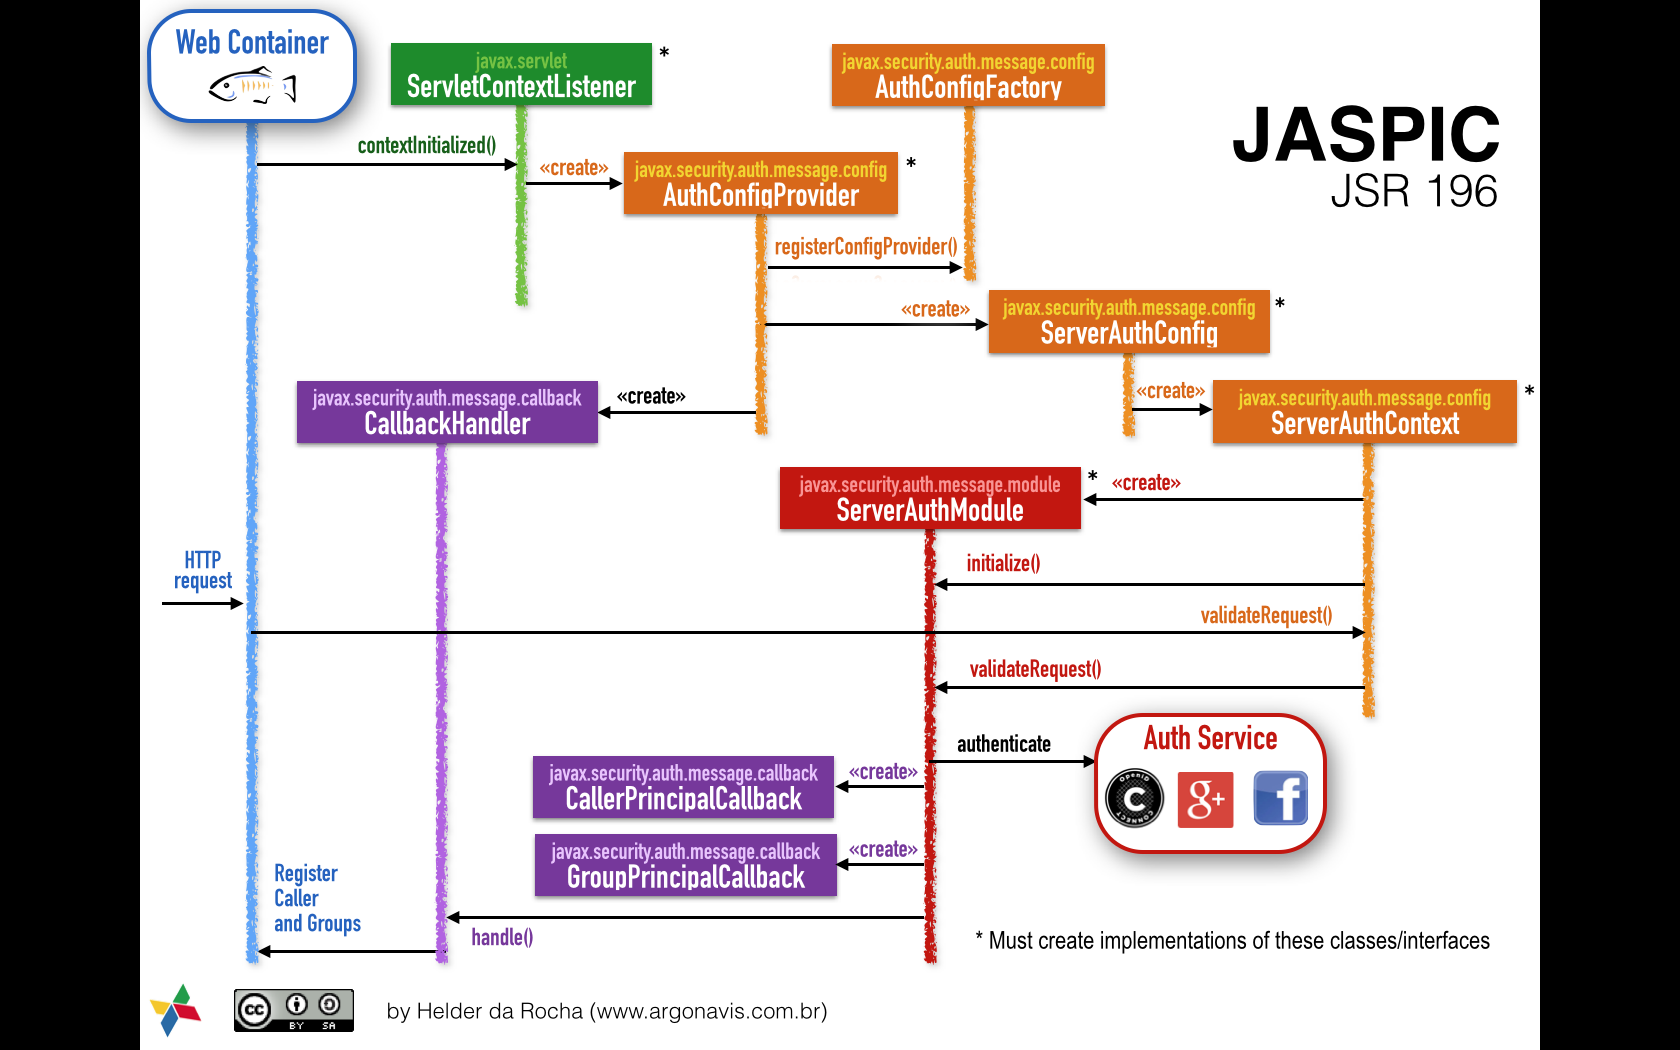 Web Container
javax.servlet
ServletContextListener
*
javax.security.auth.message.config
AuthConfigFactory
JASPIC
JSR 196
contextInitialized()
«create»
javax.security.auth.message.config
AuthConfigProvider
*
registerConfigProvider()
«create»
javax.security.auth.message.config
ServerAuthConfig
*
javax.security.auth.message.callback
CallbackHandler
«create»
«create»
javax.security.auth.message.config
ServerAuthContext
*
javax.security.auth.message.module
ServerAuthModule
*
«create»
HTTP
request
initialize()
validateRequest()
validateRequest()
authenticate
Auth Service
OpenID
CONNECT
g+
f
javax.security.auth.message.callback
CallerPrincipalCallback
«create»
javax.security.auth.message.callback
GroupPrincipalCallback
«create»
Register
Caller
and Groups
handle()
* Must create implementations of these classes/interfaces
cc
BY SA
by Helder da Rocha (www.argonavis.com.br)